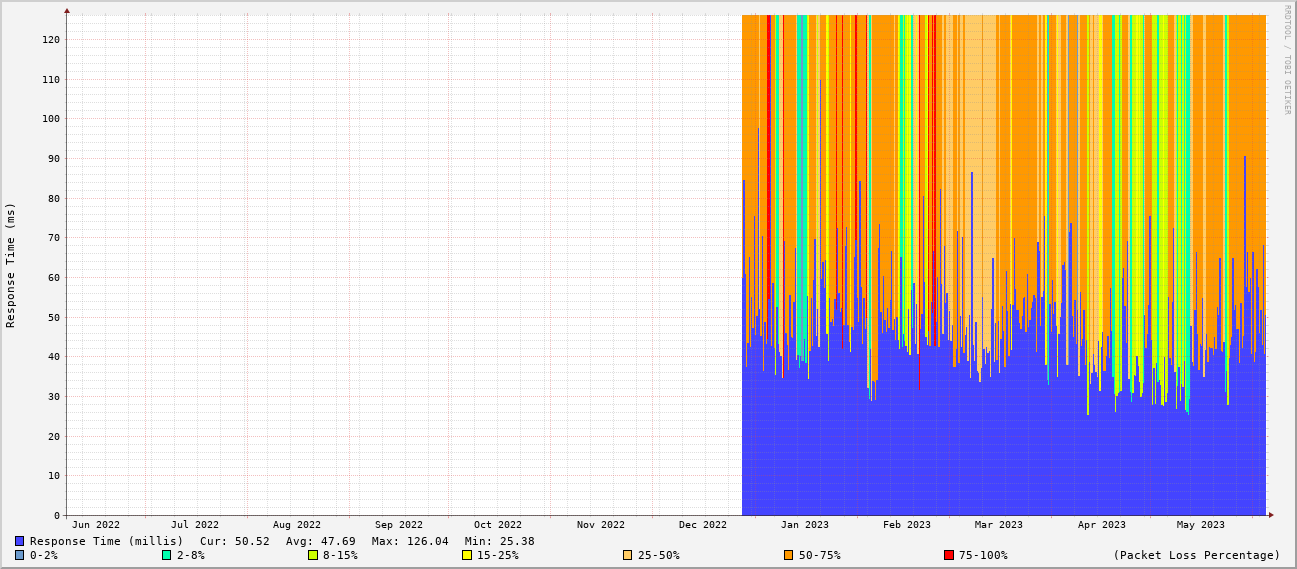 RRDTOOL / TOBI OETIKER
Response Time (ms)
120
110
100
90
80
70
60
50
40
30
20
10
0
Jun 2022 Jul 2022 Aug 2022 Sep 2022 Oct 2022 Nov 2022 Dec 2022 Jan 2023 Feb 2023 Mar 2023 Apr 2023 May 2023
Response Time (millis) Cur: 50.52 Avg: 47.69 Max: 126.04 Min: 25.38
0-2% 2-8% 8-15% 15-25% 25-50% 50-75% 75-100% (Packet Loss Percentage)